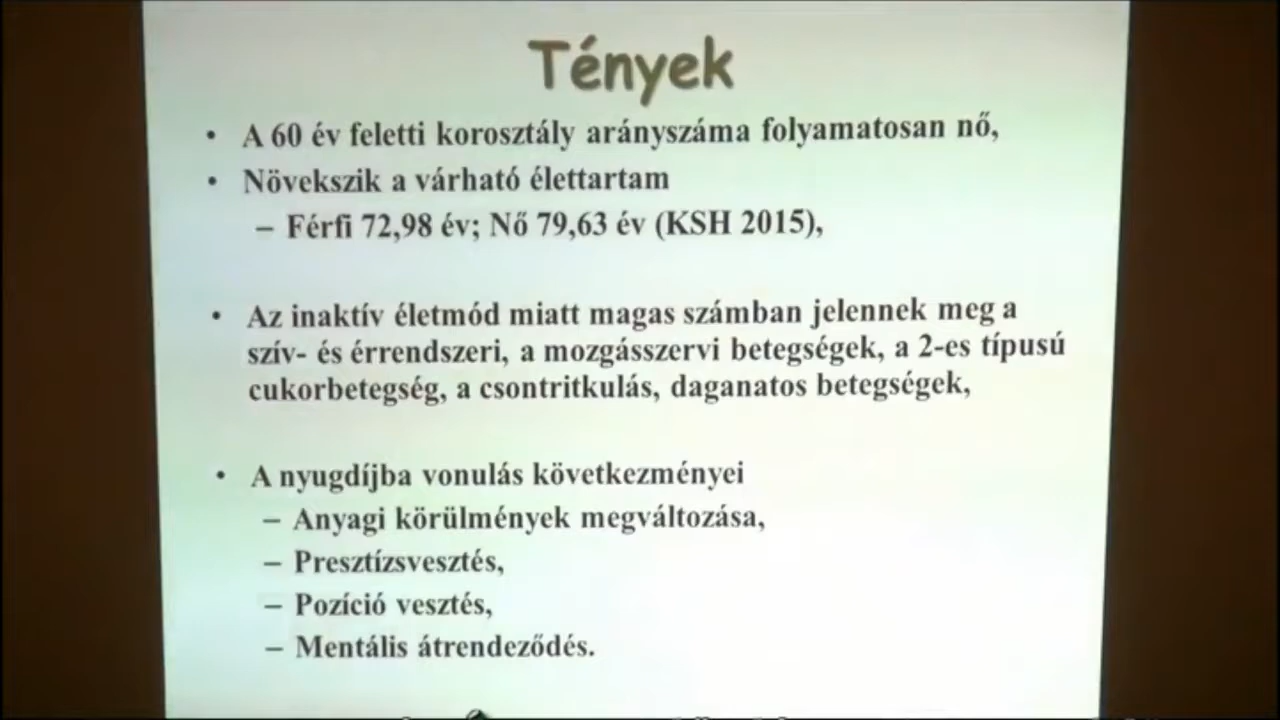 Tények
• A 60 év feletti korosztály arányszáma folyamatosan nő,
• Növekszik a várható élettartam
– Férfi 72,98 év; Nő 79,63 év (KSH 2015),
• Az inaktív életmód miatt magas számban jelennek meg a
szív- és érrendszeri, a mozgásszervi betegségek, a 2-es típusú
cukorbetegség, a csontritkulás, daganatos betegségek,
• A nyugdíjba vonulás következményei
– Anyagi körülmények megváltozása,
– Presztízsvesztés,
– Pozíció vesztés,
– Mentális átrendeződés.